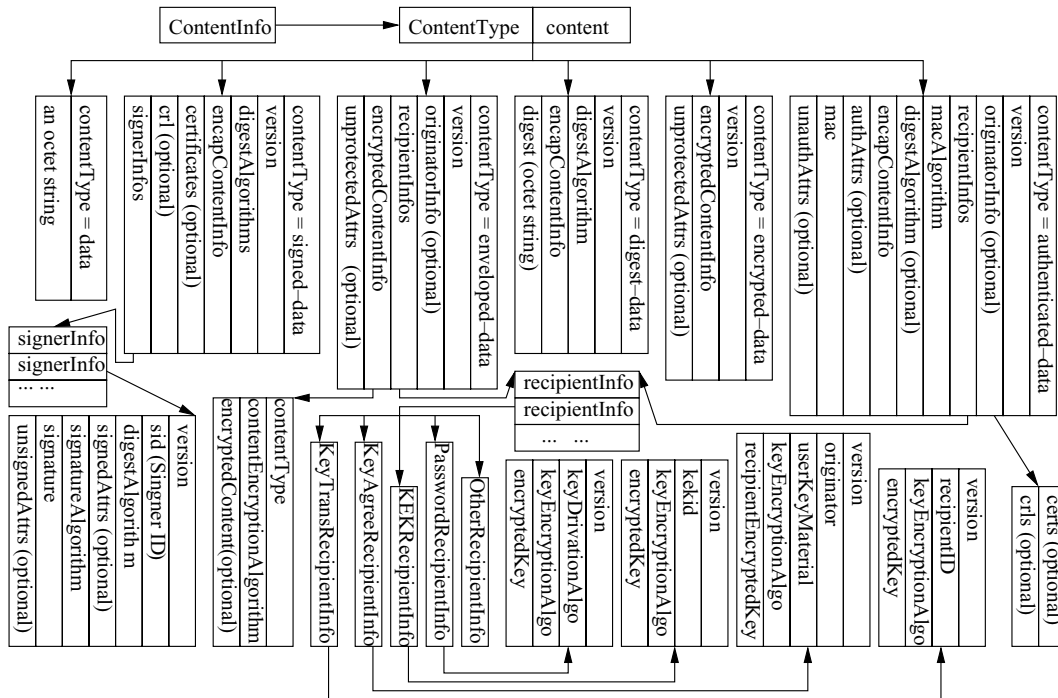 ContentInfo
ContentType
content
contentType = data
an octet string
contentType = signed–data
version
digestAlgorithms
encapContentInfo
certificates (optional)
crl (optional)
signerInfos
contentType = enveloped–data
version
originatorInfo (optional)
recipientInfos
encryptedContentInfo
unprotectedAttrs (optional)
contentType = digest–data
version
digestAlgorithm
encapContentInfo
digest (octet string)
contentType = encrypted–data
version
encryptedContentInfo
unprotectedAttrs (optional)
contentType = authenticated–data
version
originatorInfo (optional)
recipientInfos
macAlgorithm
digestAlgorithm (optional)
encapContentInfo
authAttrs (optional)
mac
unauthAttrs (optional)
signerInfo
signerInfo
... ...
recipientInfo
recipientInfo
... ...
version
sid (Singner ID)
digestAlgorith m
signedAttrs (optional)
signatureAlgorithm
signature
unsignedAttrs (optional)
contentType
contentEncryptionAlgorithm
encryptedContent(optional)
KeyTransRecipientInfo
KeyAgreeRecipientInfo
KEKRecipientInfo
PasswordRecipientInfo
OtherRecipientInfo
version
keyDrivationAlgo
keyEncryptionAlgo
encryptedKey
version
kekid
keyEncryptionAlgo
encryptedKey
version
originator
userKeyMaterial
keyEncryptionAlgo
recipientEncryptedKey
version
recipientID
keyEncryptionAlgo
encryptedKey
certs (optional)
crls (optional)